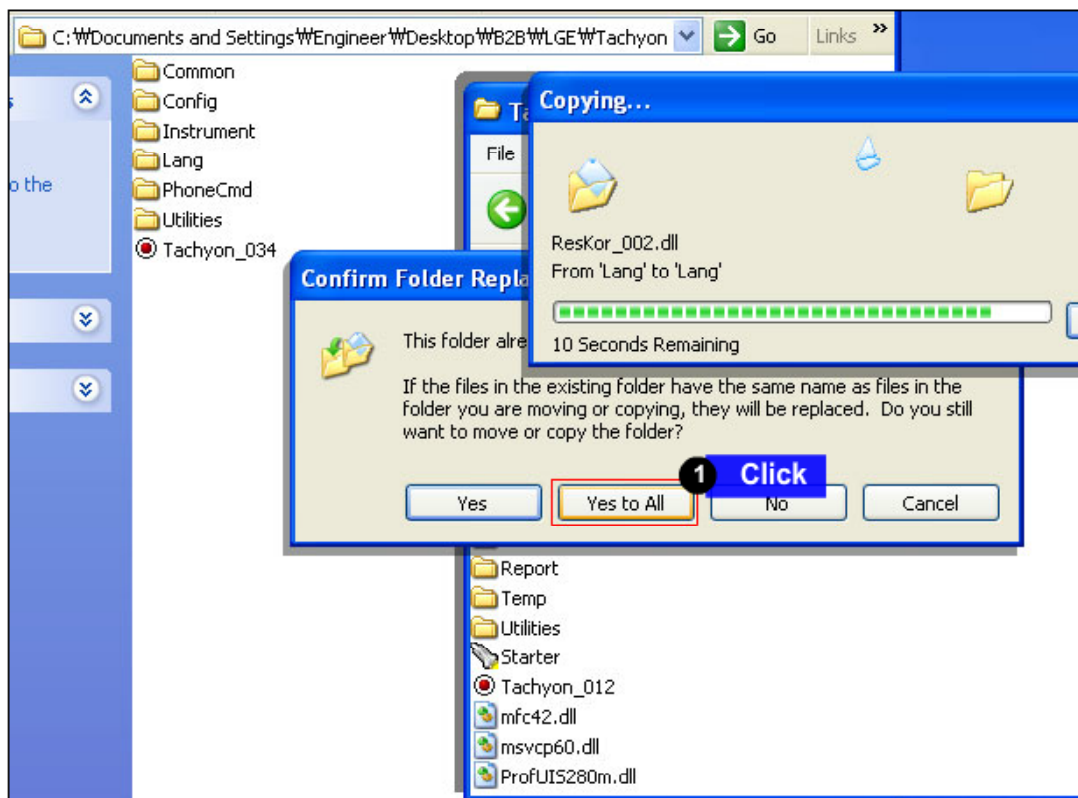 C:₩Documents and Settings₩Engineer₩Desktop₩B2B₩LGE₩Tachyon
Go
Links
Common
Config
Instrument
Lang
PhoneCmd
Utilities
Tachyon_034
o the
File
Copying...
ResKor_002.dll
From 'Lang' to 'Lang'
10 Seconds Remaining
Confirm Folder Repla
This folder alre
If the files in the existing folder have the same name as files in the
folder you are moving or copying, they will be replaced. Do you still
want to move or copy the folder?
1 Click
Yes
Yes to All
No
Cancel
Report
Temp
Utilities
Starter
Tachyon_012
mfc42.dll
msvcp60.dll
ProfUIS280m.dll